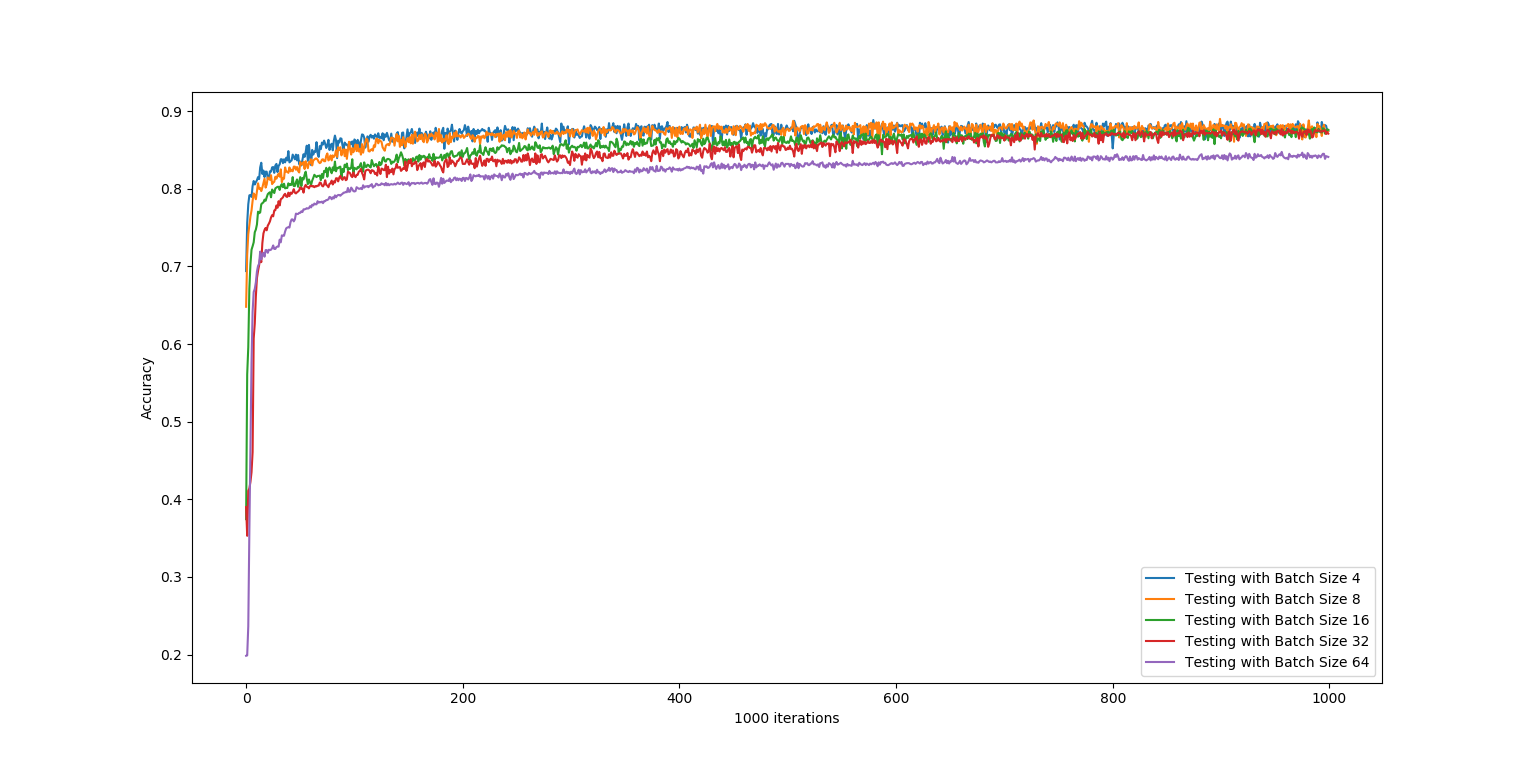 0.9
0.8
0.7
0.6
0.5
0.4
0.3
0.2
Accuracy
Testing with Batch Size 4
Testing with Batch Size 8
Testing with Batch Size 16
Testing with Batch Size 32
Testing with Batch Size 64
0 200 400 600 800 1000
1000 iterations